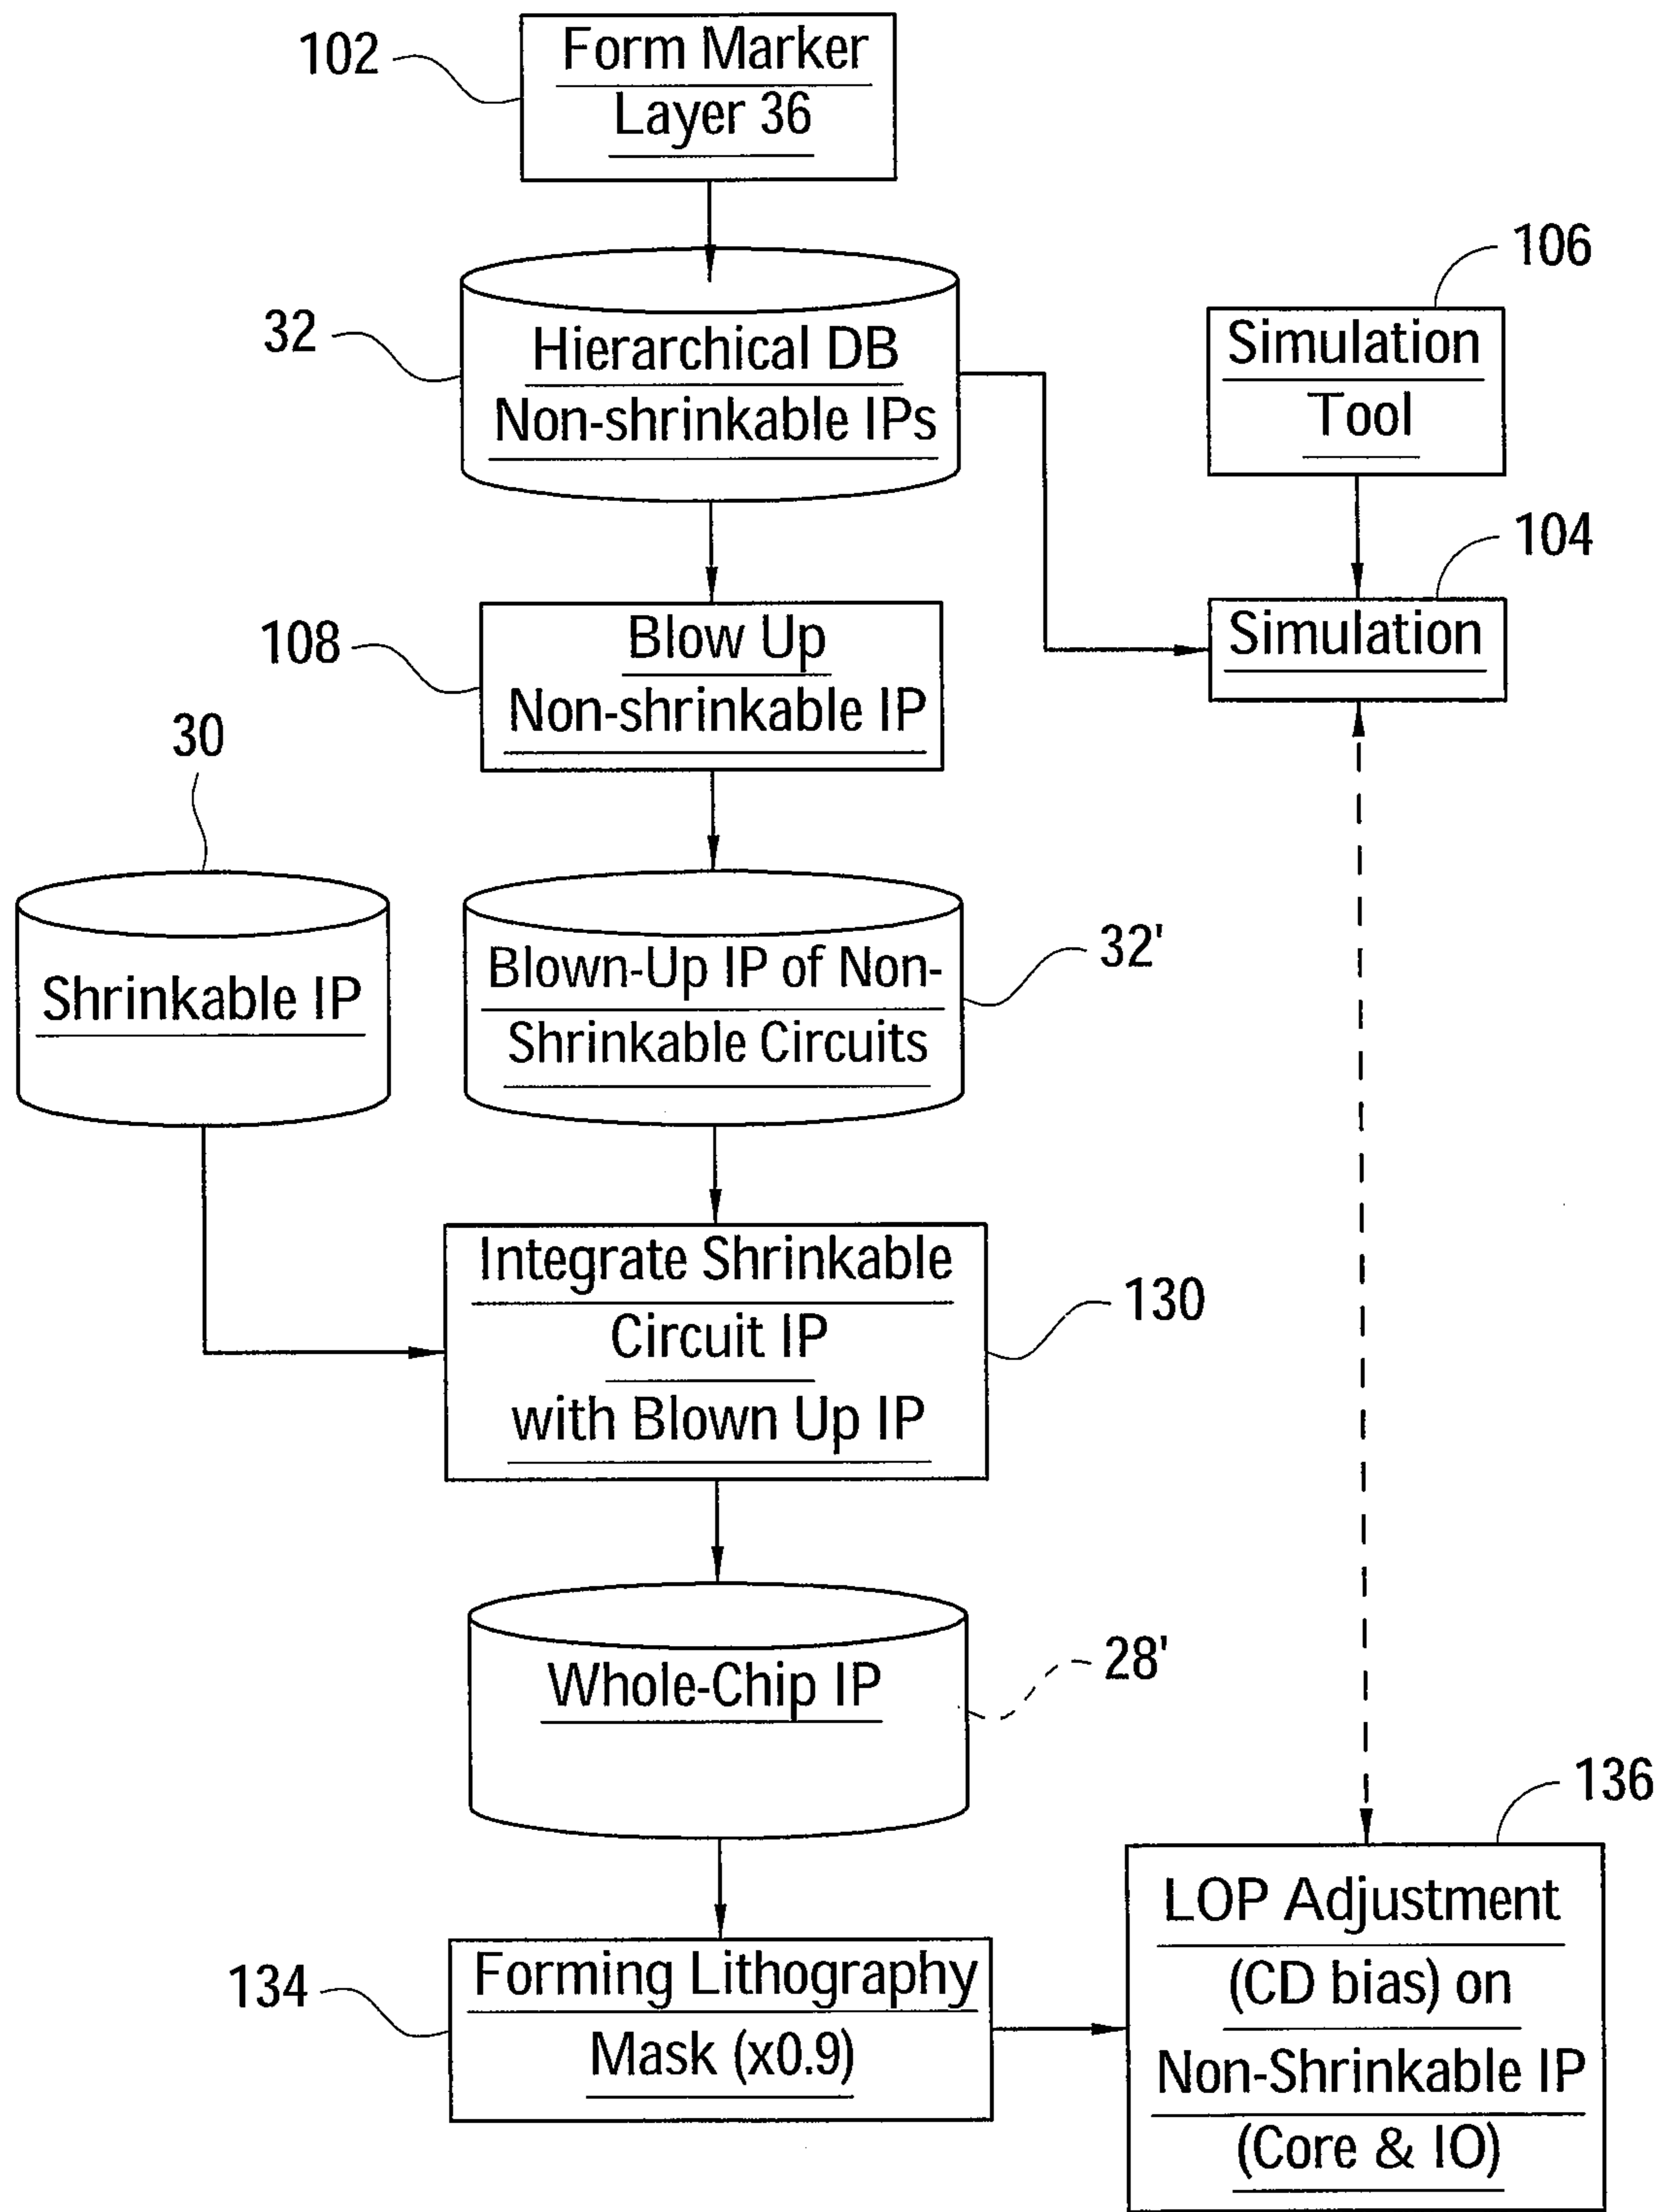 102
Form Marker
Layer 36
106
32
Hierarchical DB
Non-shrinkable IPs
Simulation
Tool
104
108
Blow Up
Non-shrinkable IP
Simulation
30
Shrinkable IP
Blown-Up IP of Non-
Shrinkable Circuits
32'
Integrate Shrinkable
Circuit IP
with Blown Up IP
130
Whole-Chip IP
28'
136
134
Forming Lithography
Mask (x0.9)
LOP Adjustment
(CD bias) on
Non-Shrinkable IP
(Core & IO)